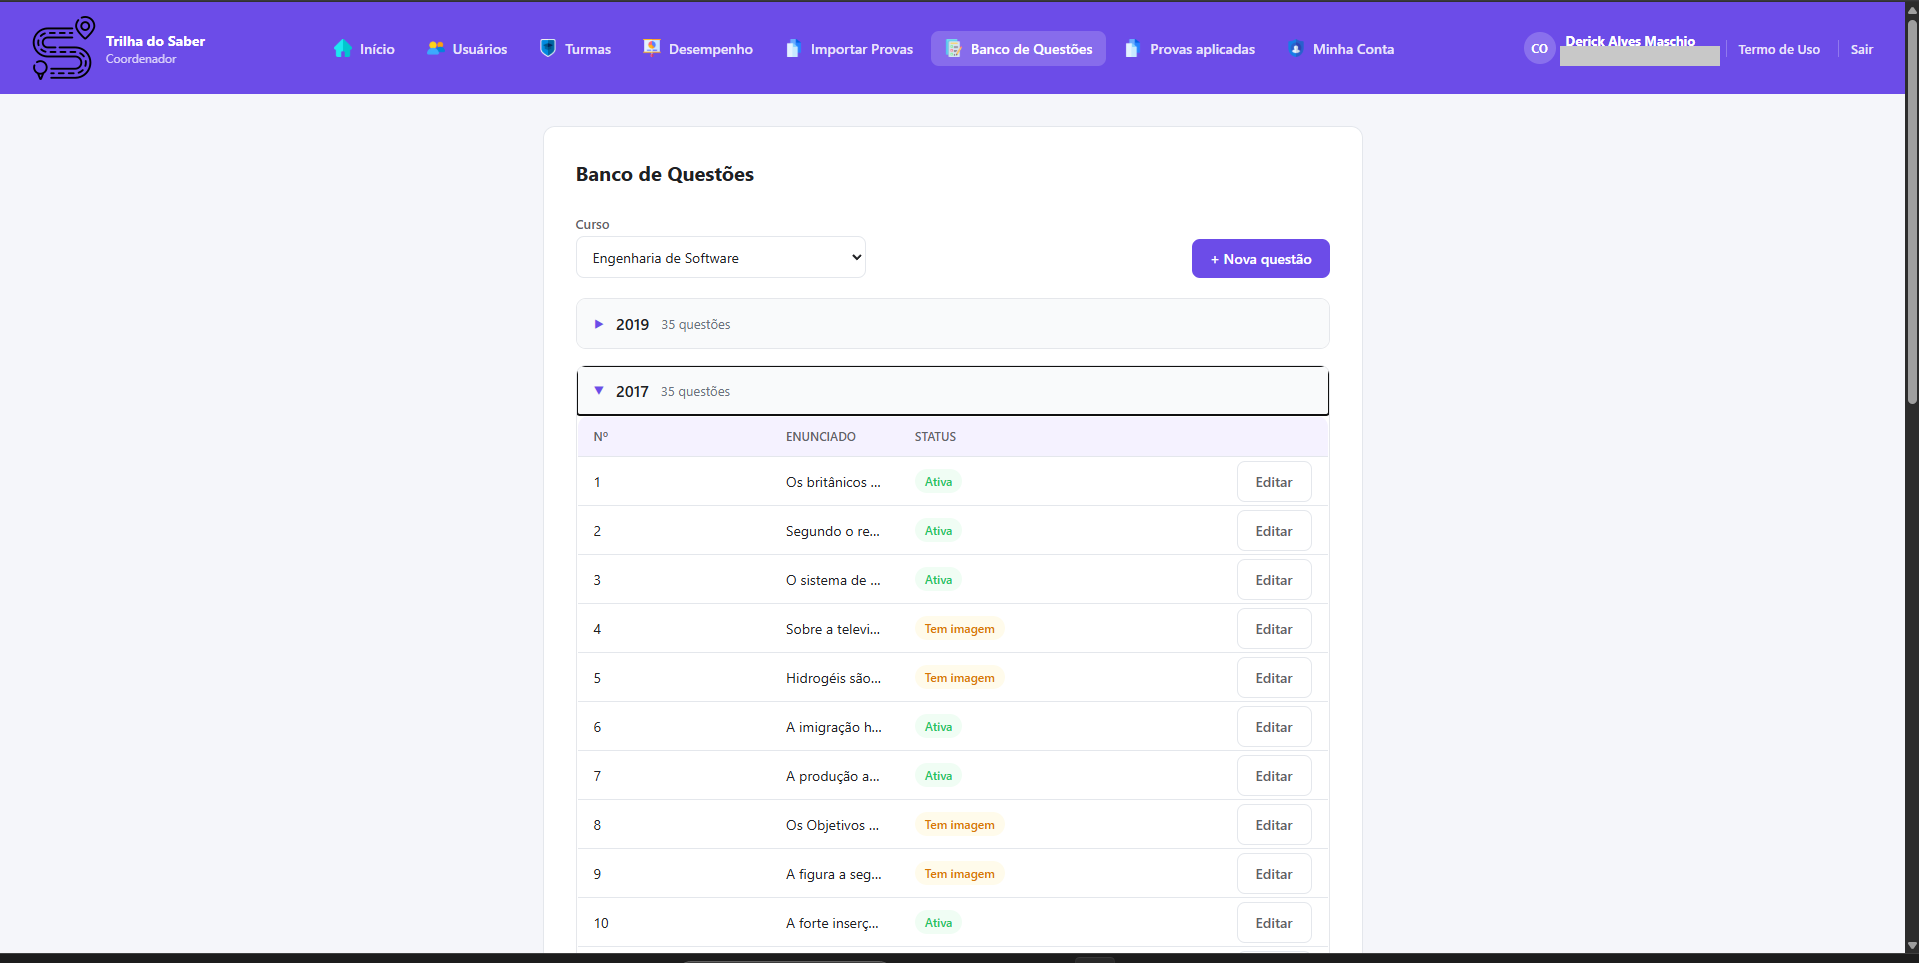 Trilha do Saber
Coordenador
Início
Usuários
Turmas
Desempenho
Importar Provas
Banco de Questões
Provas aplicadas
Minha Conta
CO
Derick Alves Maschio
Termo de Uso
Sair
Banco de Questões
Curso
Engenharia de Software
+ Nova questão
2019 35 questões
2017 35 questões
Nº ENUNCIADO STATUS
1 Os britânicos ... Ativa Editar
2 Segundo o re... Ativa Editar
3 O sistema de ... Ativa Editar
4 Sobre a televi... Tem imagem Editar
5 Hidrogéis são... Tem imagem Editar
6 A imigração h... Ativa Editar
7 A produção a... Ativa Editar
8 Os Objetivos ... Tem imagem Editar
9 A figura a seg... Tem imagem Editar
10 A forte inserç... Ativa Editar